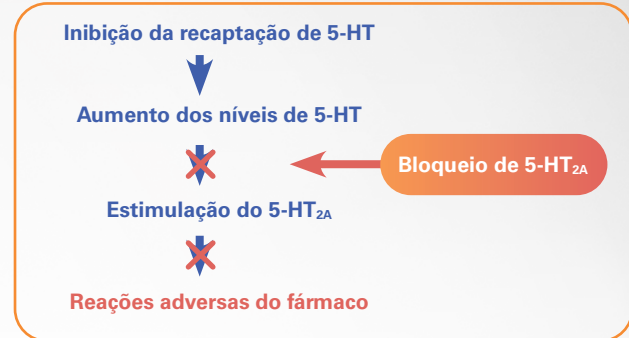 Inibição da recaptação de 5-HT
Aumento dos níveis de 5-HT
Bloqueio de 5-HT2A
Estimulação do 5-HT2A
Reações adversas do fármaco